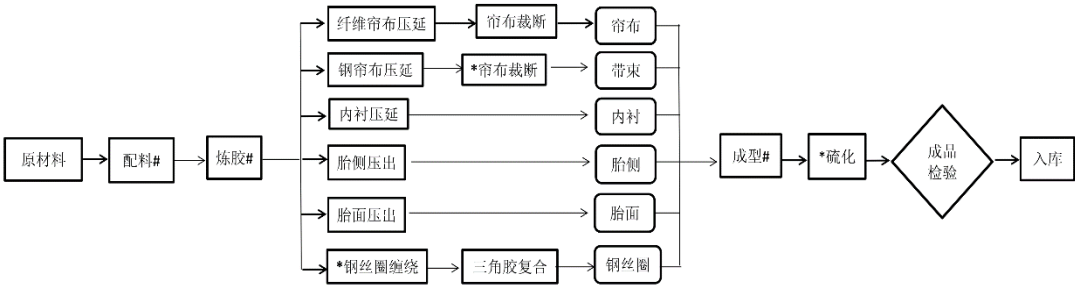 纤维帘布压延
帘布裁断
帘布
钢帘布压延
*帘布裁断
带束
内衬压延
内衬
原材料
配料#
炼胶#
胎侧压出
胎侧
成型#
*硫化
成品
检验
入库
胎面压出
胎面
*钢丝圈缠绕
三角胶复合
钢丝圈